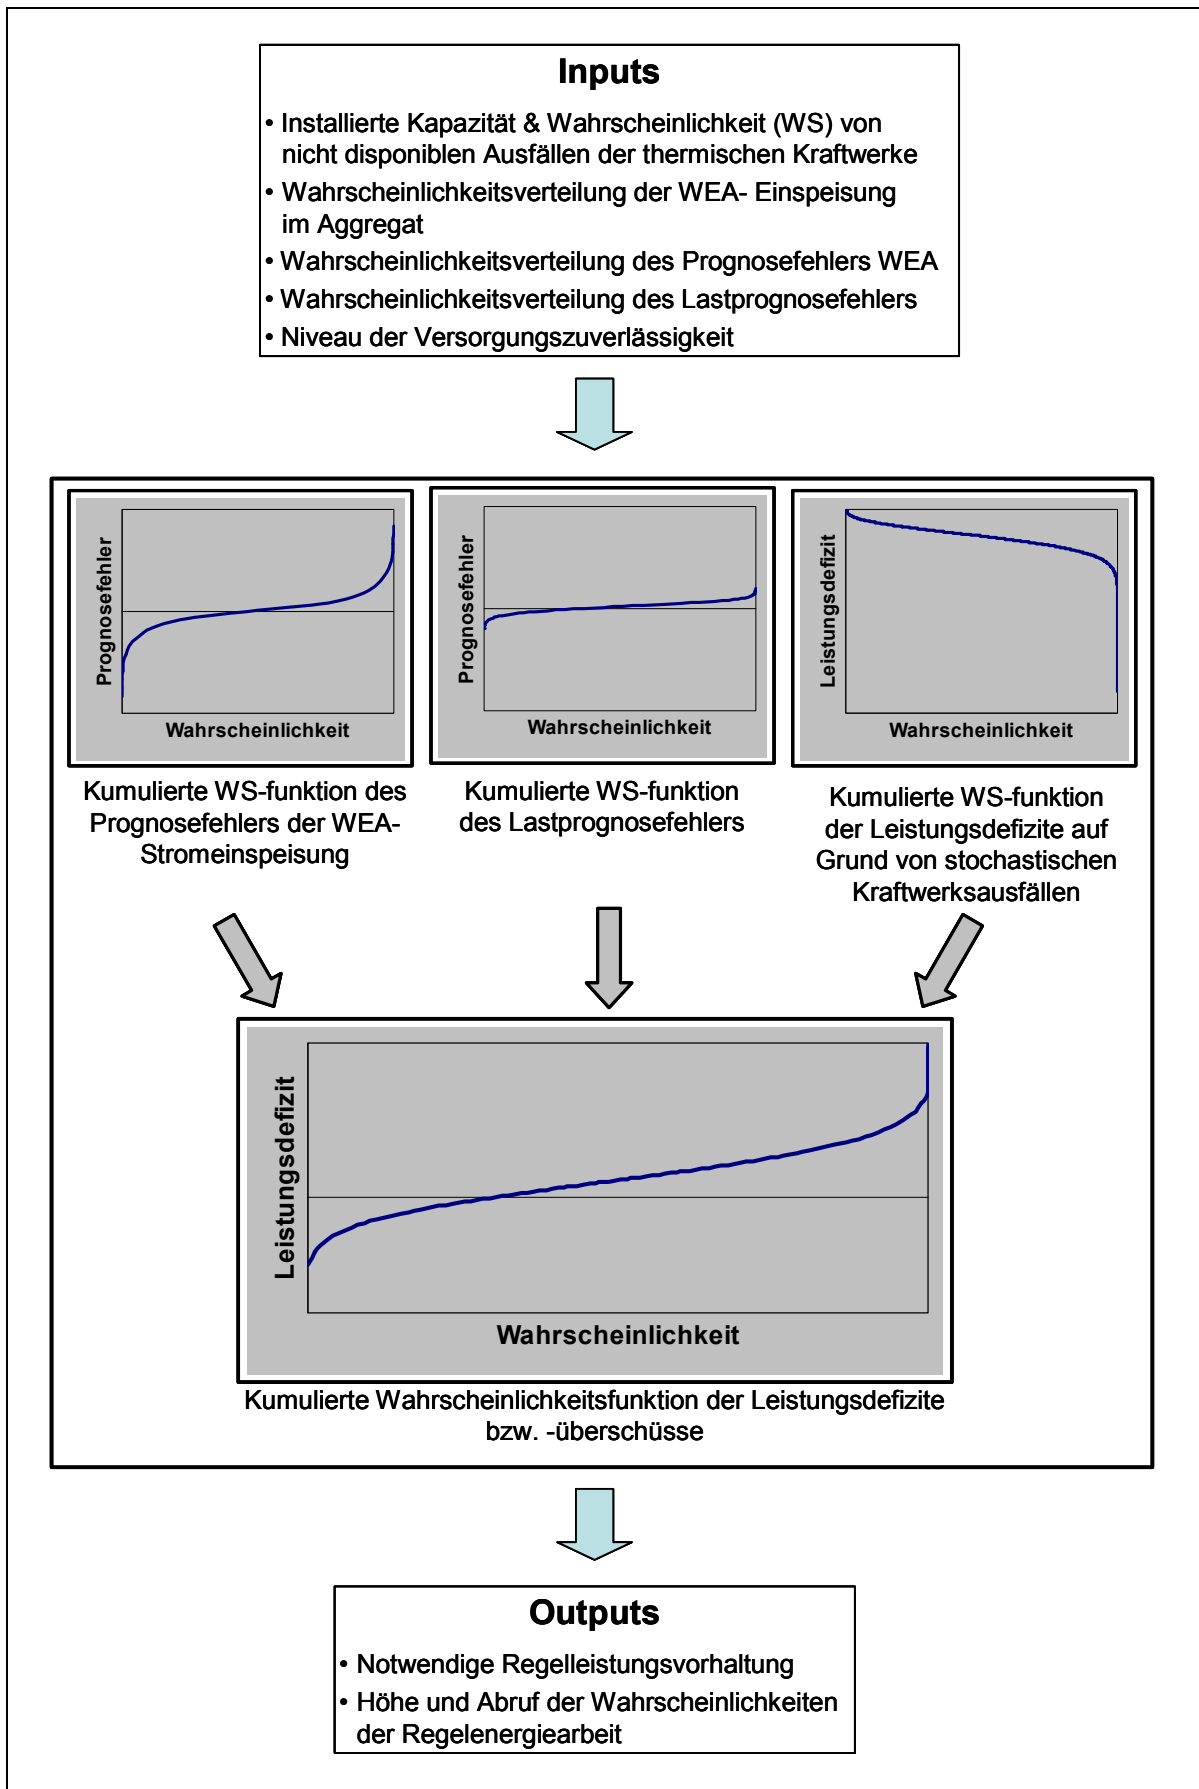 Inputs
• Installierte Kapazität & Wahrscheinlichkeit (WS) von
nicht disponiblen Ausfällen der thermischen Kraftwerke
• Wahrscheinlichkeitsverteilung der WEA- Einspeisung
im Aggregat
• Wahrscheinlichkeitsverteilung des Prognosefehlers WEA
• Wahrscheinlichkeitsverteilung des Lastprognosefehlers
• Niveau der Versorgungszuverlässigkeit
Prognosefehler
Wahrscheinlichkeit
Kumulierte WS-funktion des
Prognosefehlers der WEA-
Stromeinspeisung
Prognosefehler
Wahrscheinlichkeit
Kumulierte WS-funktion
des Lastprognosefehlers
Leistungsdefizit
Wahrscheinlichkeit
Kumulierte WS-funktion
der Leistungsdefizite auf
Grund von stochastischen
Kraftwerksausfällen
Leistungsdefizit
Wahrscheinlichkeit
Kumulierte Wahrscheinlichkeitsfunktion der Leistungsdefizite
bzw. -überschüsse
Outputs
• Notwendige Regelleistungsvorhaltung
• Höhe und Abruf der Wahrscheinlichkeiten
der Regelenergiearbeit